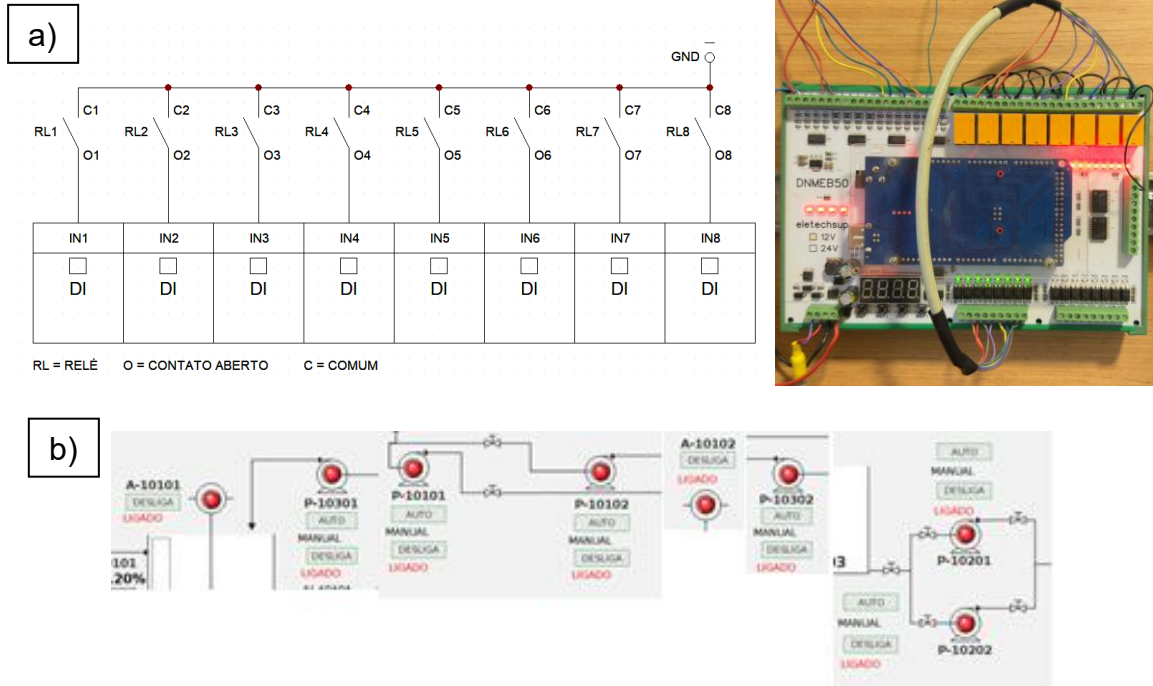 a)
GND
C1 C2 C3 C4 C5 C6 C7 C8
RL1 RL2 RL3 RL4 RL5 RL6 RL7 RL8
O1 O2 O3 O4 O5 O6 O7 O8
IN1 IN2 IN3 IN4 IN5 IN6 IN7 IN8
DI DI DI DI DI DI DI DI
RL = RELÉ O = CONTATO ABERTO C = COMUM
DNMEB50
eletechsup
12V
24V
b)
A-10101
DESLIGA
LIGADO
101
.20%
P-10301
AUTO
MANUAL
DESLIGA
LIGADO
P-10101
AUTO
MANUAL
DESLIGA
LIGADO
P-10102
AUTO
MANUAL
DESLIGA
LIGADO
A-10102
DESLIGA
LIGADO
P-10302
AUTO
MANUAL
DESLIGA
LIGADO
AUTO
MANUAL
DESLIGA
LIGADO
P-10201
03
AUTO
MANUAL
DESLIGA
LIGADO
P-10202